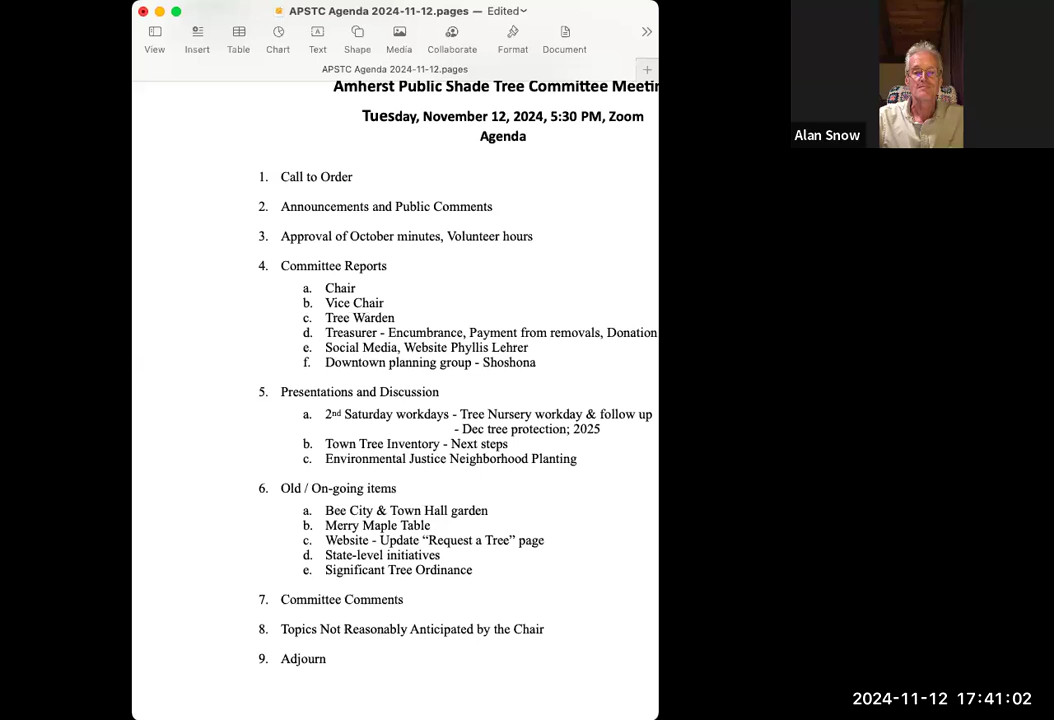 APSTC Agenda 2024-11-12.pages — Edited
View Insert Table Chart Text Shape Media Collaborate Format Document
APSTC Agenda 2024-11-12.pages
Amherst Public Shade Tree Committee Meetin
Tuesday, November 12, 2024, 5:30 PM, Zoom
Agenda
1. Call to Order
2. Announcements and Public Comments
3. Approval of October minutes, Volunteer hours
4. Committee Reports
a. Chair
b. Vice Chair
c. Tree Warden
d. Treasurer - Encumbrance, Payment from removals, Donation
e. Social Media, Website Phyllis Lehrer
f. Downtown planning group - Shoshona
5. Presentations and Discussion
a. 2nd Saturday workdays - Tree Nursery workday & follow up
- Dec tree protection; 2025
b. Town Tree Inventory - Next steps
c. Environmental Justice Neighborhood Planting
6. Old / On-going items
a. Bee City & Town Hall garden
b. Merry Maple Table
c. Website - Update “Request a Tree” page
d. State-level initiatives
e. Significant Tree Ordinance
7. Committee Comments
8. Topics Not Reasonably Anticipated by the Chair
9. Adjourn
Alan Snow
2024-11-12 17:41:02